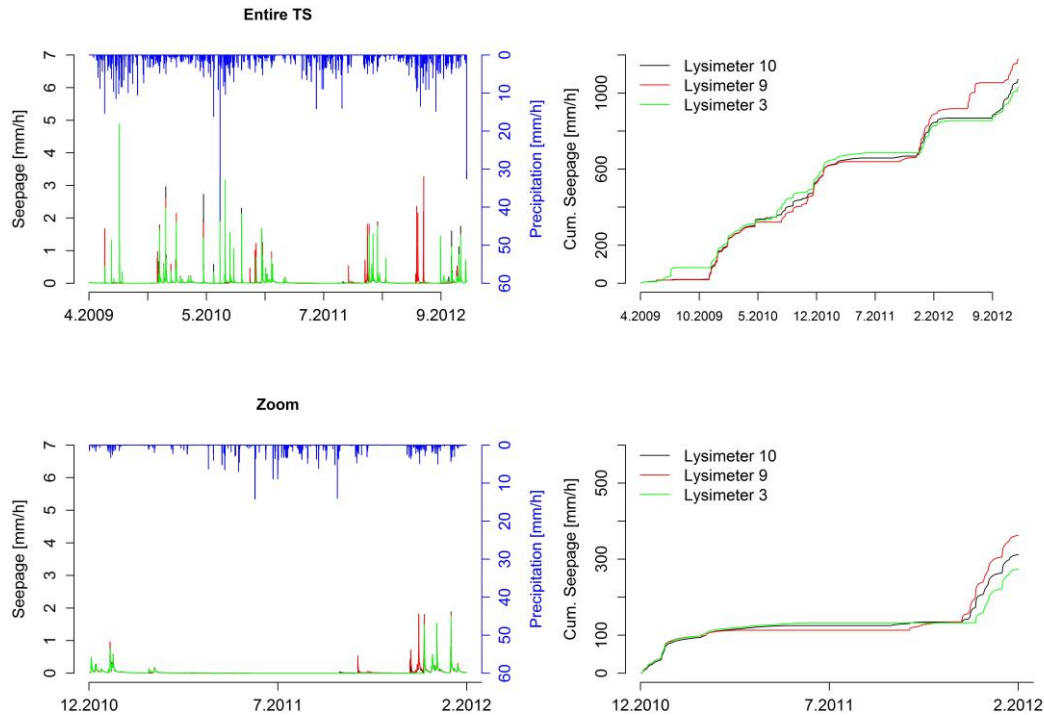 Entire TS
Seepage [mm/h]
0 1 2 3 4 5 6 7
Precipitation [mm/h]
0 10 20 30 40 50 60
4.2009 5.2010 7.2011 9.2012
Cum. Seepage [mm/h]
0 200 600 1000
Lysimeter 10
Lysimeter 9
Lysimeter 3
4.2009 10.2009 5.2010 12.2010 7.2011 2.2012 9.2012
Zoom
Seepage [mm/h]
0 1 2 3 4 5 6 7
Precipitation [mm/h]
0 10 20 30 40 50 60
12.2010 7.2011 2.2012
Cum. Seepage [mm/h]
0 100 300 500
Lysimeter 10
Lysimeter 9
Lysimeter 3
12.2010 7.2011 2.2012